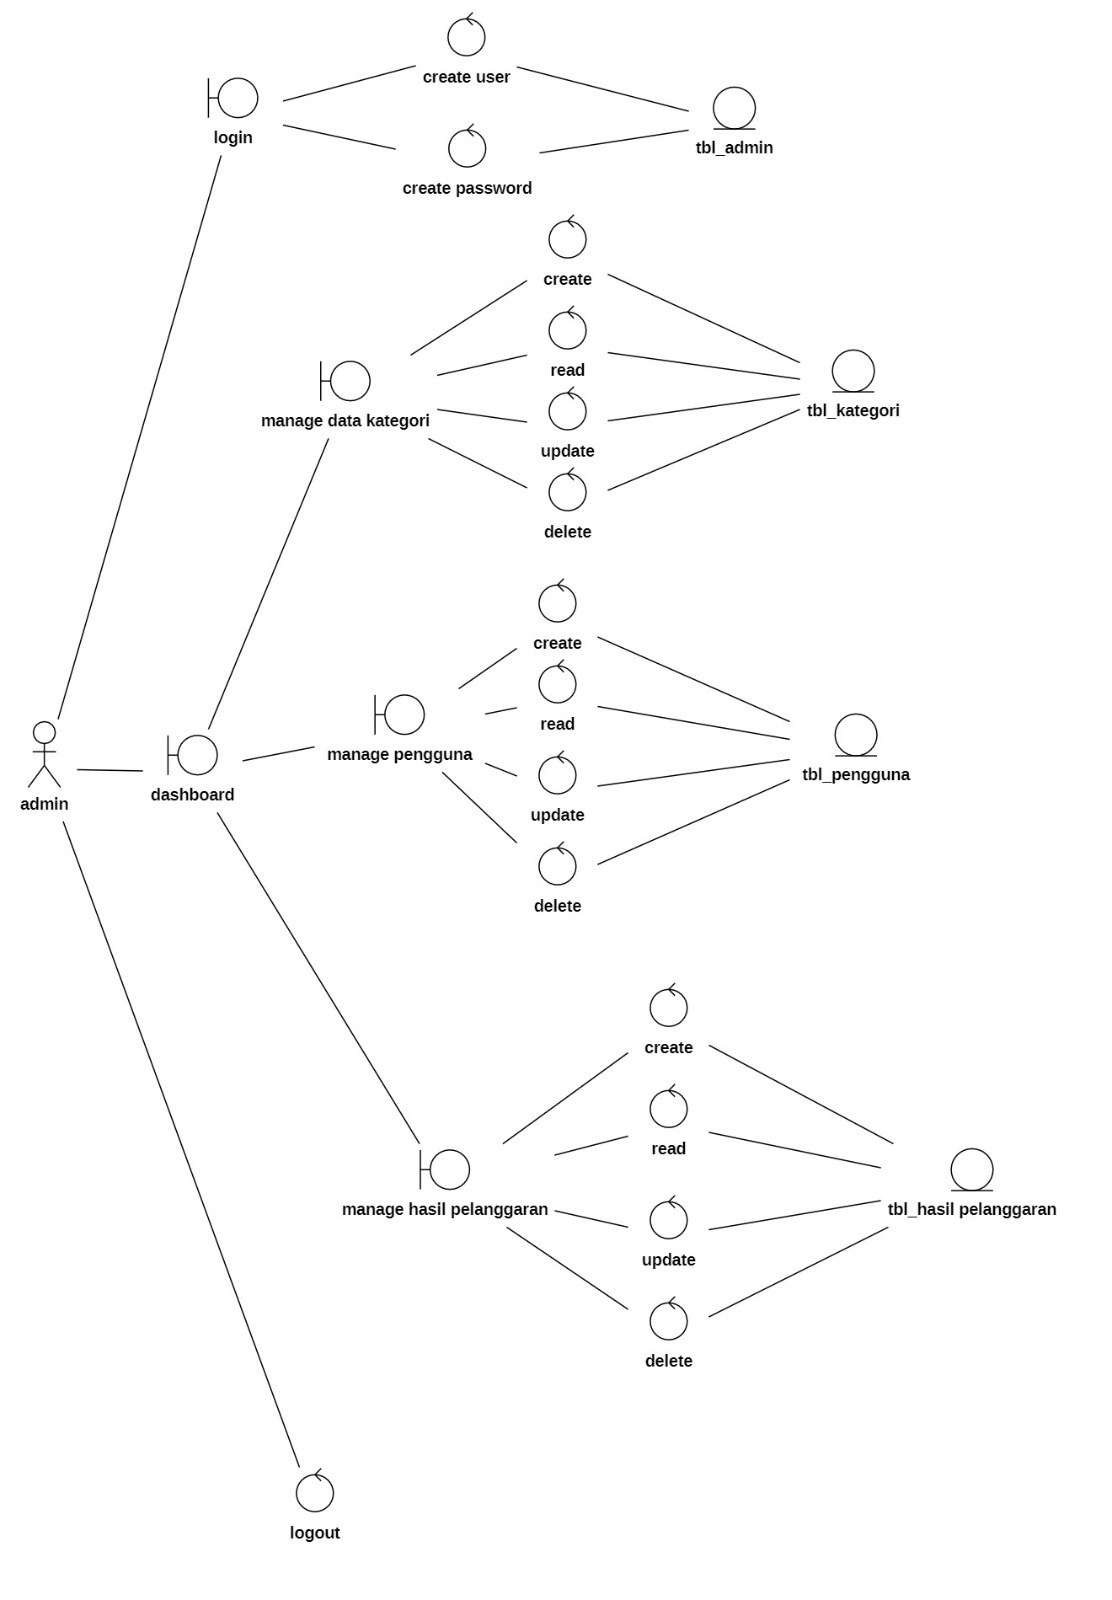 create user
login
tbl_admin
create password
create
read
manage data kategori
tbl_kategori
update
delete
create
read
manage pengguna
tbl_pengguna
admin
dashboard
update
delete
create
read
manage hasil pelanggaran
tbl_hasil pelanggaran
update
delete
logout